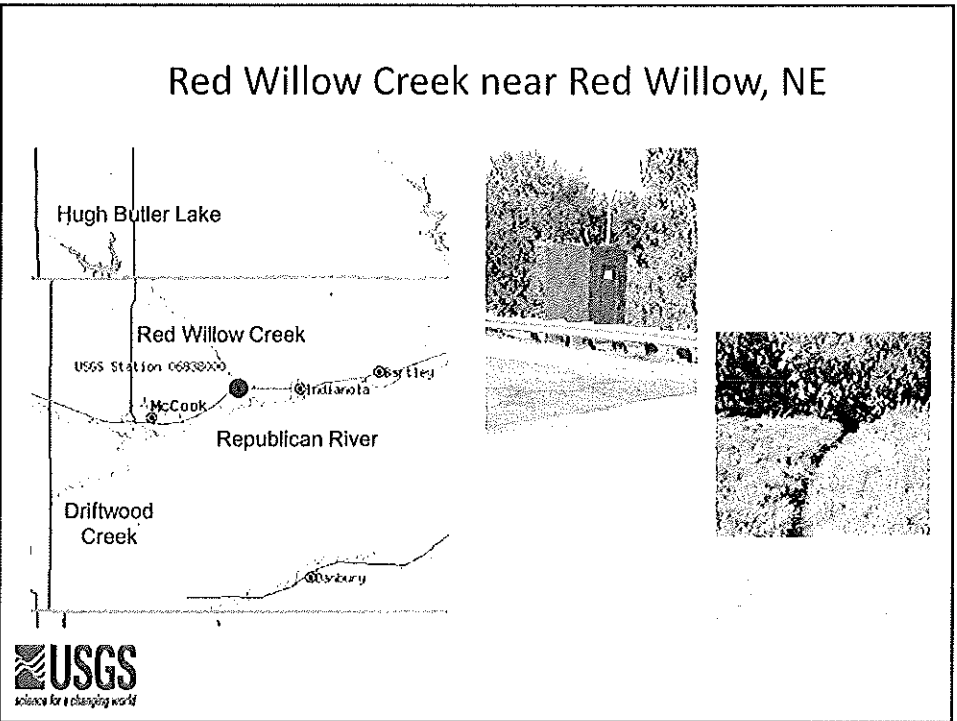 Red Willow Creek near Red Willow, NE
Hugh Butler Lake
Red Willow Creek
USGS Station
Bartley
Indianola
McCook
Republican River
Driftwood
Creek
Danbury
USGS
science for a changing world